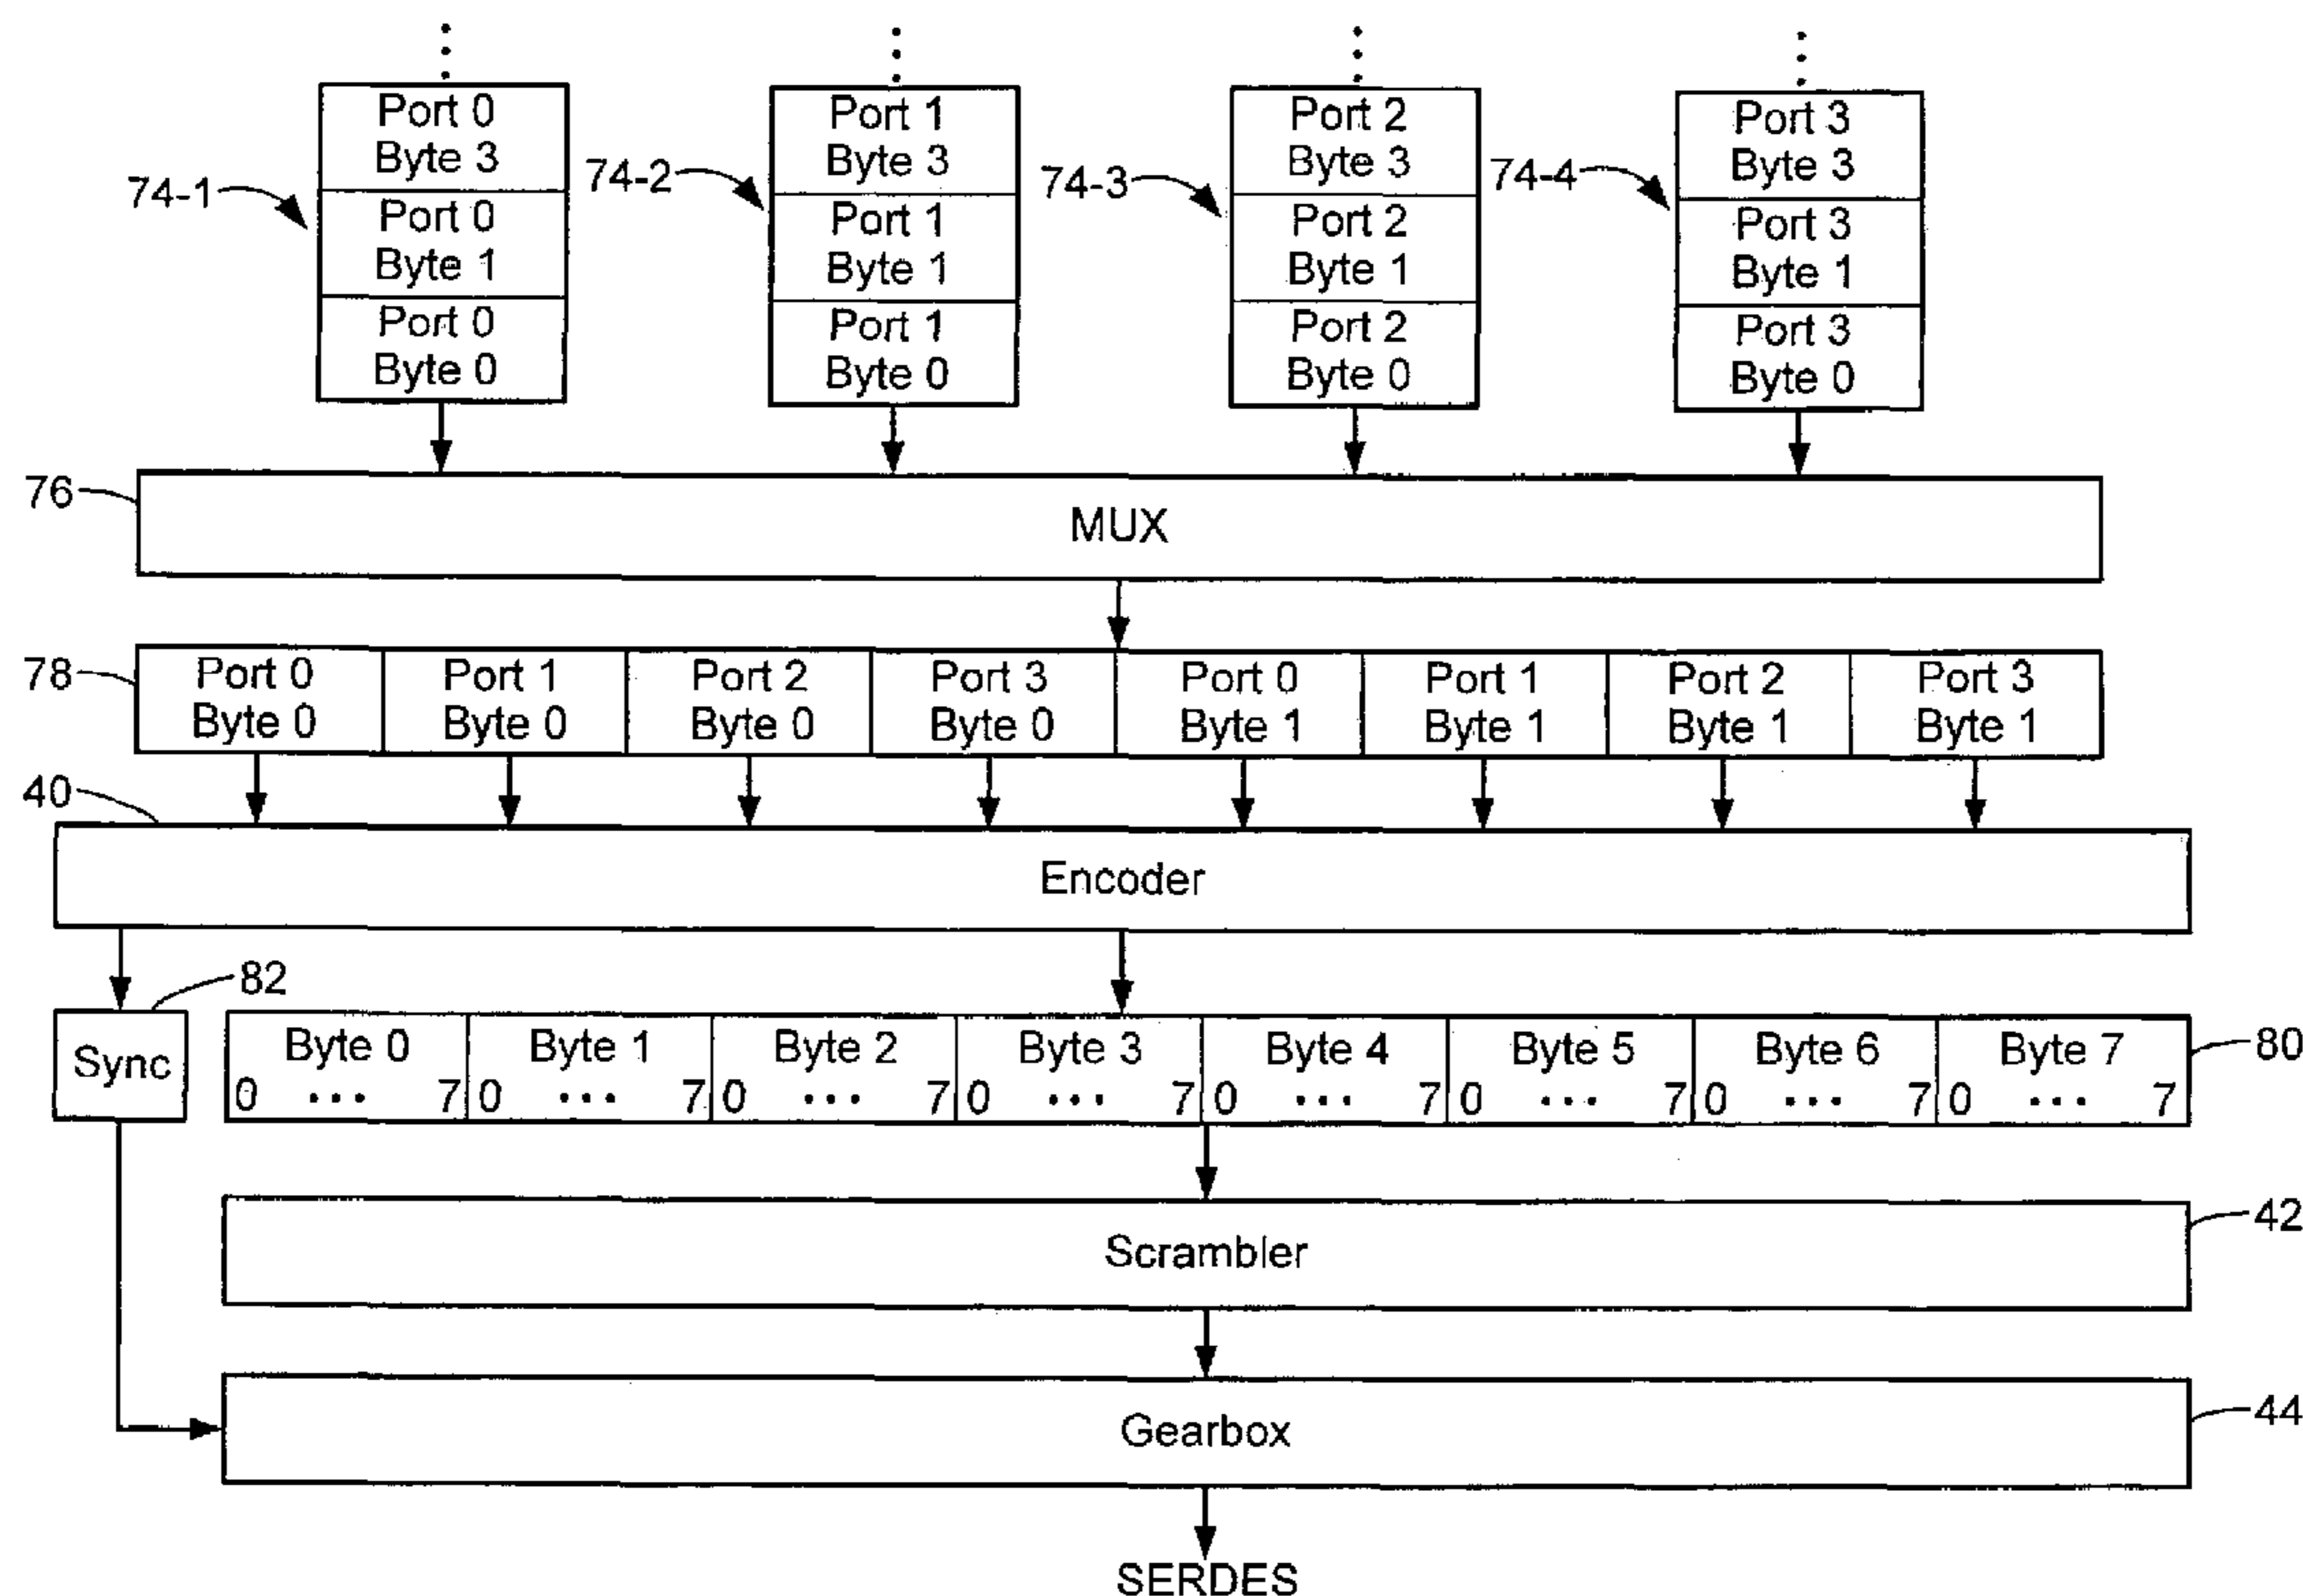 Port 0
Byte 3
Port 0
Byte 1
Port 0
Byte 0
74-1
Port 1
Byte 3
Port 1
Byte 1
Port 1
Byte 0
74-2
Port 2
Byte 3
Port 2
Byte 1
Port 2
Byte 0
74-3
Port 3
Byte 3
Port 3
Byte 1
Port 3
Byte 0
74-4
76
MUX
78
Port 0
Byte 0
Port 1
Byte 0
Port 2
Byte 0
Port 3
Byte 0
Port 0
Byte 1
Port 1
Byte 1
Port 2
Byte 1
Port 3
Byte 1
40
Encoder
82
Sync
Byte 0
0 ... 7
Byte 1
0 ... 7
Byte 2
0 ... 7
Byte 3
0 ... 7
Byte 4
0 ... 7
Byte 5
0 ... 7
Byte 6
0 ... 7
Byte 7
0 ... 7
80
Scrambler
42
Gearbox
44
SERDES